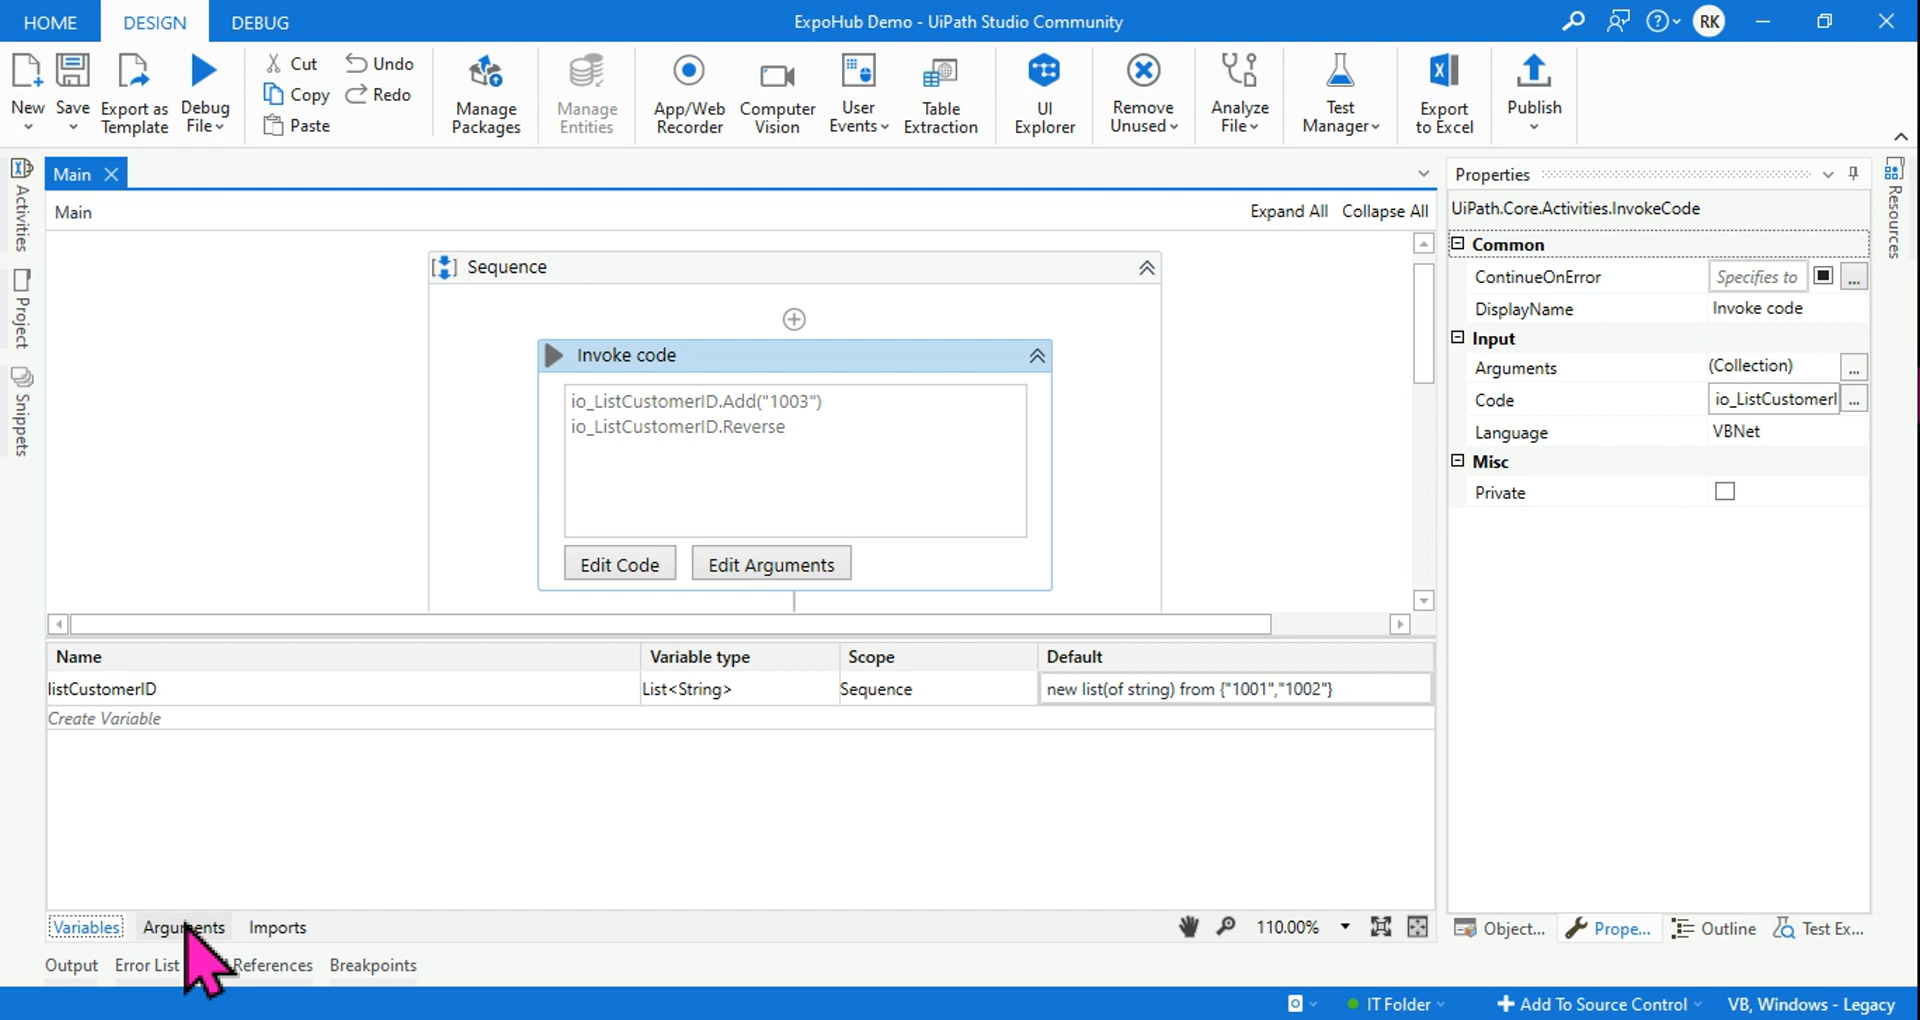 HOME DESIGN DEBUG ExpoHub Demo - UiPath Studio Community RK
New Save Export as Template Debug File Cut Copy Paste Undo Redo
Manage Packages
Manage Entities
App/Web Recorder
Computer Vision
User Events
Table Extraction
UI Explorer
Remove Unused
Analyze File
Test Manager
Export to Excel
Publish
Activities
Project
Snippets
Main
Main Expand All Collapse All
Sequence
Invoke code
io_ListCustomerID.Add("1003")
io_ListCustomerID.Reverse
Edit Code Edit Arguments
Name Variable type Scope Default
listCustomerID List<String> Sequence new list(of string) from {"1001","1002"}
Create Variable
Variables Arguments Imports 110.00%
Output Error List References Breakpoints
Properties
UiPath.Core.Activities.InvokeCode
Common
ContinueOnError Specifies to ...
DisplayName Invoke code
Input
Arguments (Collection) ...
Code io_ListCustomerI ...
Language VBNet
Misc
Private
Object... Prope... Outline Test Ex...
Resources
IT Folder Add To Source Control VB, Windows - Legacy